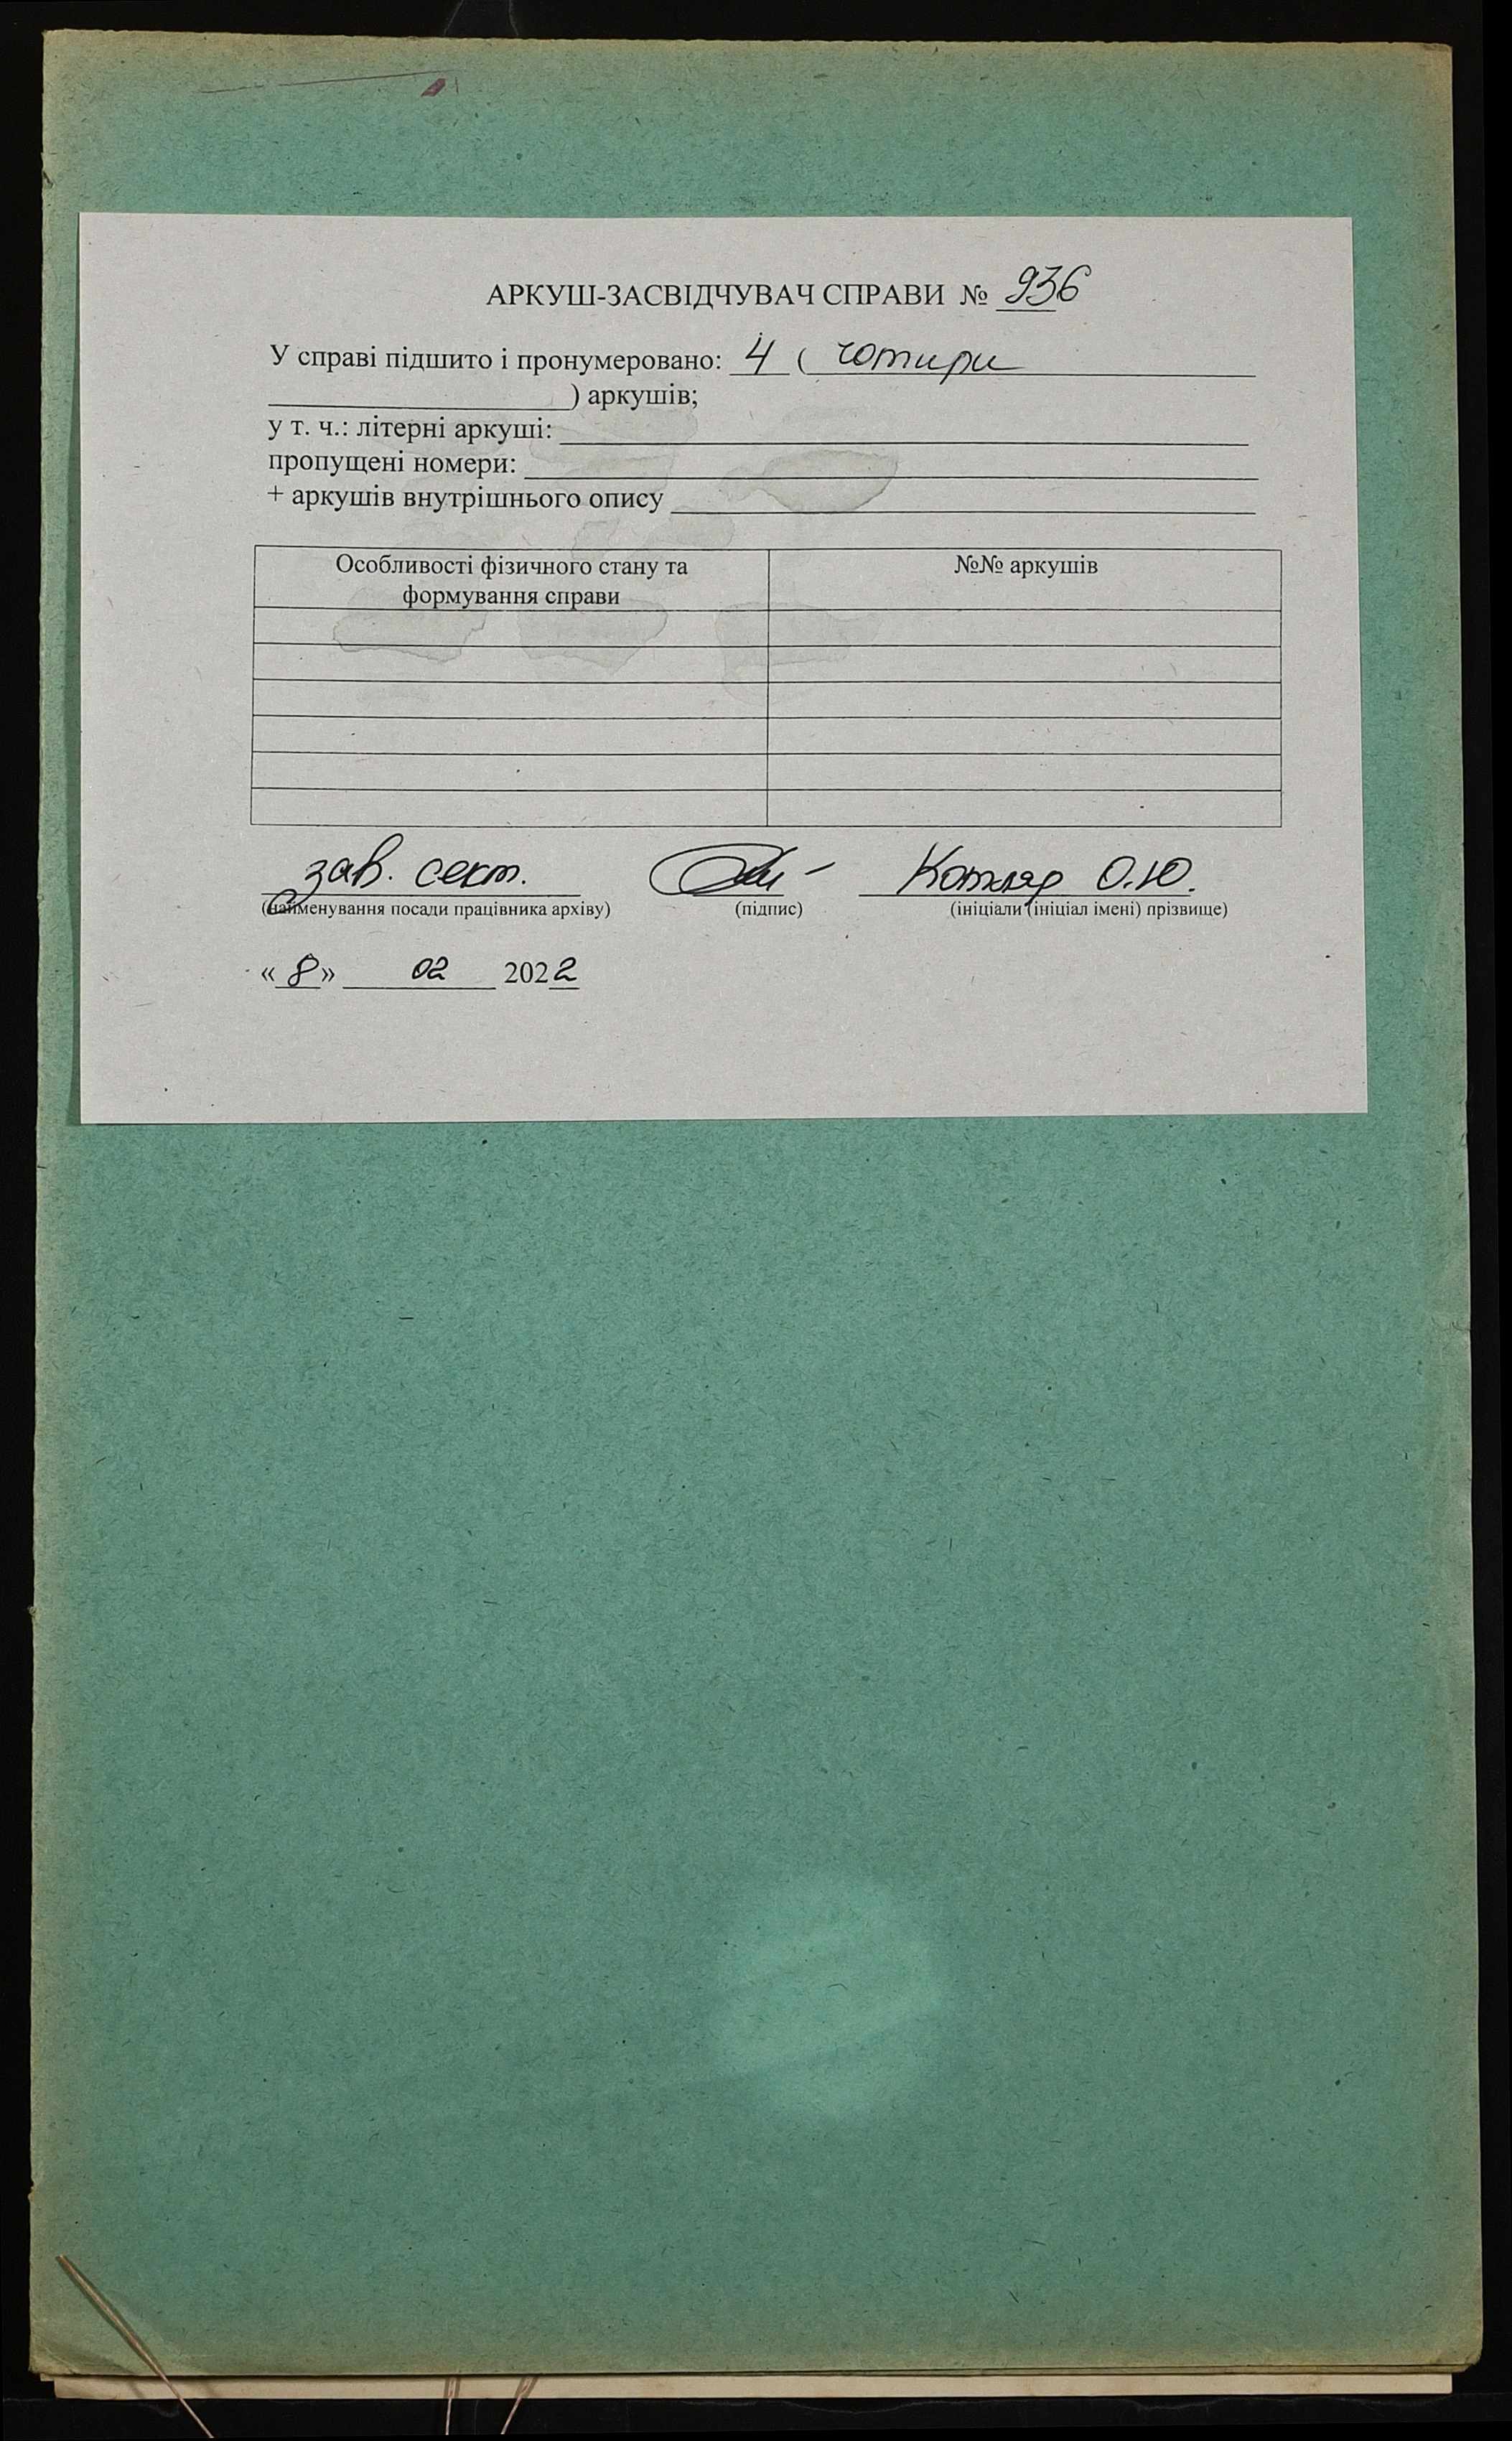 АРКУШ-ЗАСВІДЧУВАЧ СПРАВИ № 936
У справі підшито і пронумеровано: 4 ( чотири
) аркушів;
у т. ч.: літерні аркуші:
пропущені номери:
+ аркушів внутрішнього опису
Особливості фізичного стану та формування справи №№ аркушів
зав. сект. Котляр О.Ю.
(найменування посади працівника архіву) (підпис) (ініціали (ініціал імені) прізвище)
« 8 » 02 2022